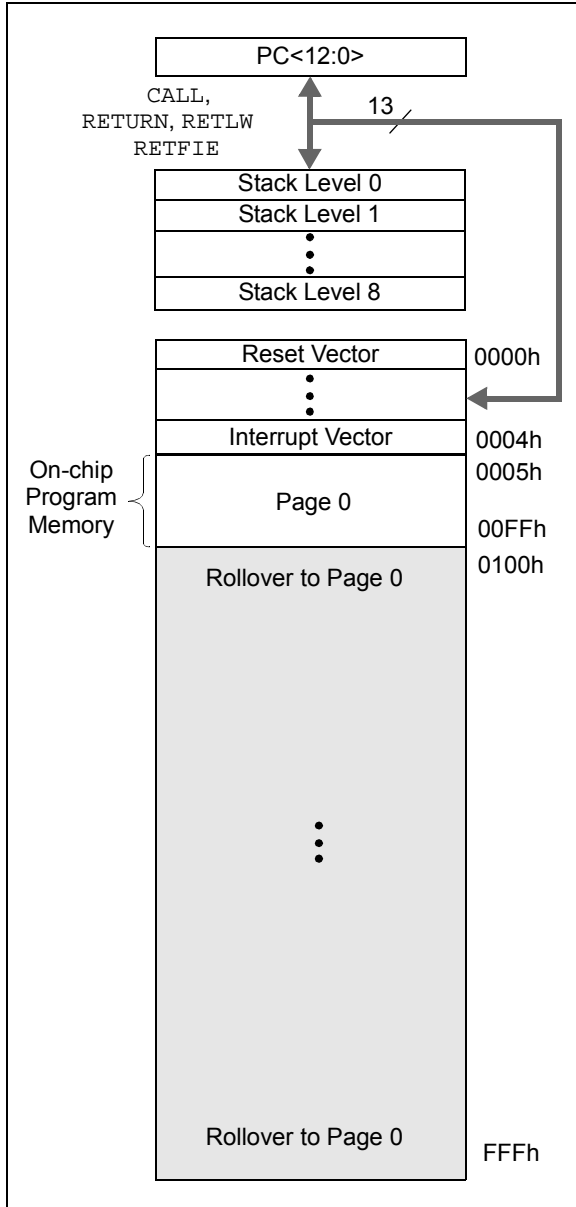 PC<12:0>
CALL,
RETURN, RETLW
RETFIE
13
Stack Level 0
Stack Level 1
Stack Level 8
Reset Vector
0000h
Interrupt Vector
0004h
On-chip
Program
Memory
Page 0
0005h
00FFh
Rollover to Page 0
0100h
Rollover to Page 0
FFFh